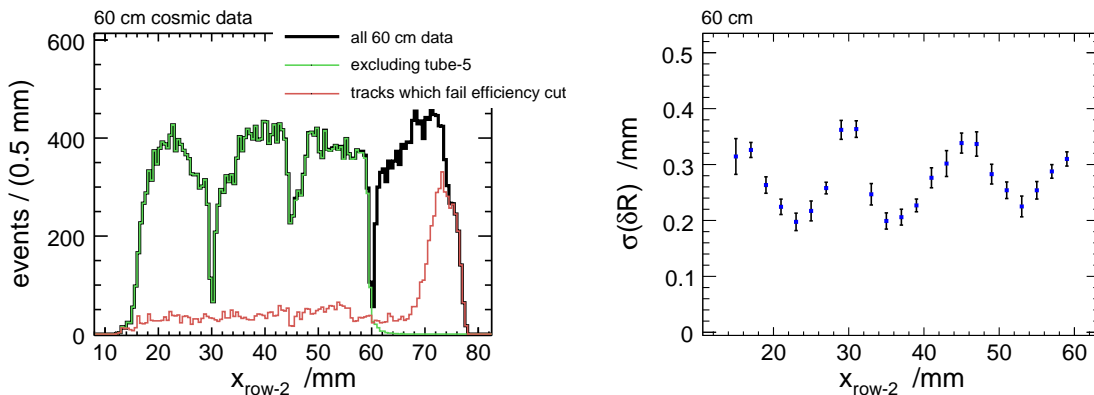 60 cm cosmic data
600
400
200
0
10 20 30 40 50 60 70 80
events / (0.5 mm)
x_row-2 /mm
all 60 cm data
excluding tube-5
tracks which fail efficiency cut
60 cm
0.5
0.4
0.3
0.2
0.1
0
20 30 40 50 60
σ(δR) /mm
x_row-2 /mm